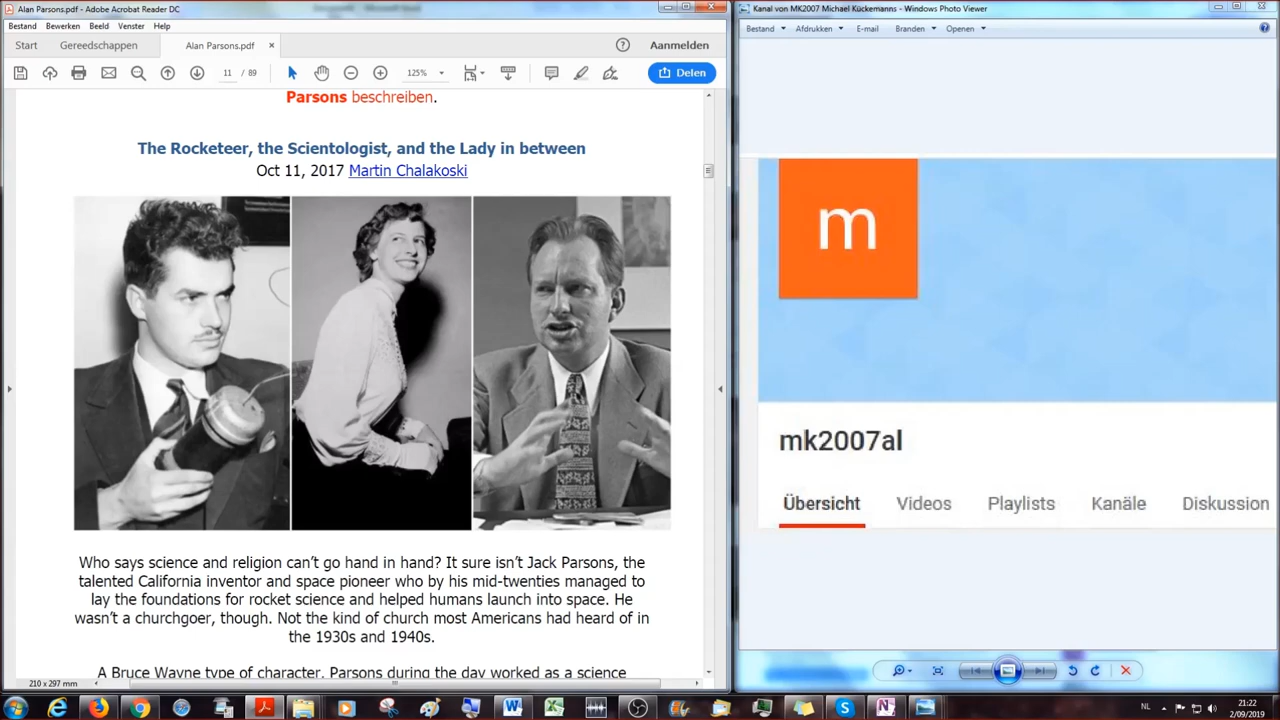 Alan Parsons.pdf - Adobe Acrobat Reader DC
Bestand Bewerken Beeld Venster Help
Start Gereedschappen Alan Parsons.pdf × Aanmelden
11 / 89 125% Delen
Parsons beschreiben.
The Rocketeer, the Scientologist, and the Lady in between
Oct 11, 2017 Martin Chalakoski
Who says science and religion can’t go hand in hand? It sure isn’t Jack Parsons, the
talented California inventor and space pioneer who by his mid-twenties managed to
lay the foundations for rocket science and helped humans launch into space. He
wasn’t a churchgoer, though. Not the kind of church most Americans had heard of in
the 1930s and 1940s.
A Bruce Wayne type of character, Parsons during the day worked as a science
210 x 297 mm
Kanal von MK2007 Michael Kückemanns - Windows Photo Viewer
Bestand Afdrukken E-mail Branden Openen
m
mk2007al
Übersicht Videos Playlists Kanäle Diskussion
NL 21:22
2/09/2019